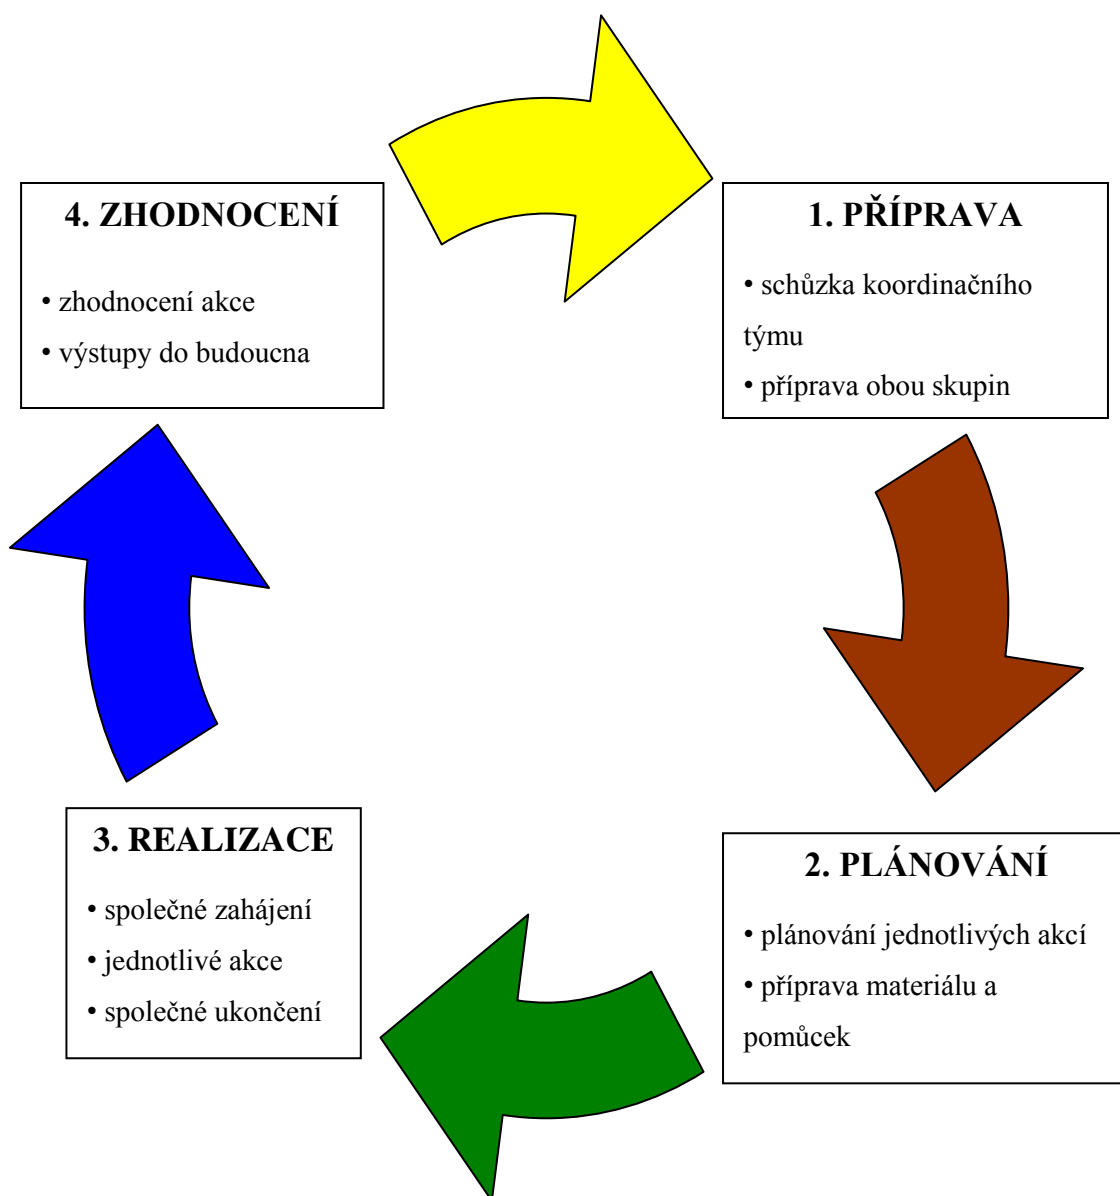 4. ZHODNOCENÍ
• zhodnocení akce
• výstupy do budoucna
1. PŘÍPRAVA
• schůzka koordinačního
týmu
• příprava obou skupin
3. REALIZACE
• společné zahájení
• jednotlivé akce
• společné ukončení
2. PLÁNOVÁNÍ
• plánování jednotlivých akcí
• příprava materiálu a
pomůcek